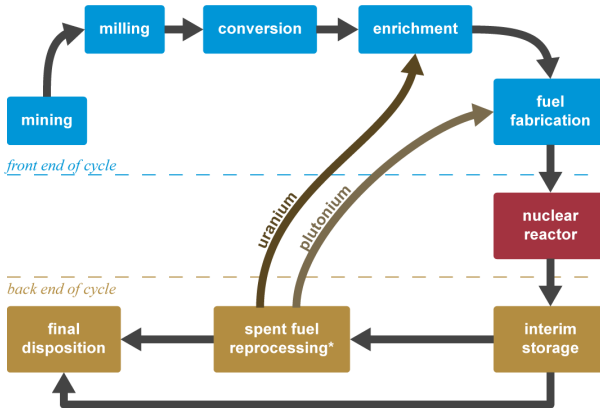 milling
conversion
enrichment
mining
fuel
fabrication
front end of cycle
uranium
plutonium
nuclear
reactor
back end of cycle
final
disposition
spent fuel
reprocessing*
interim
storage